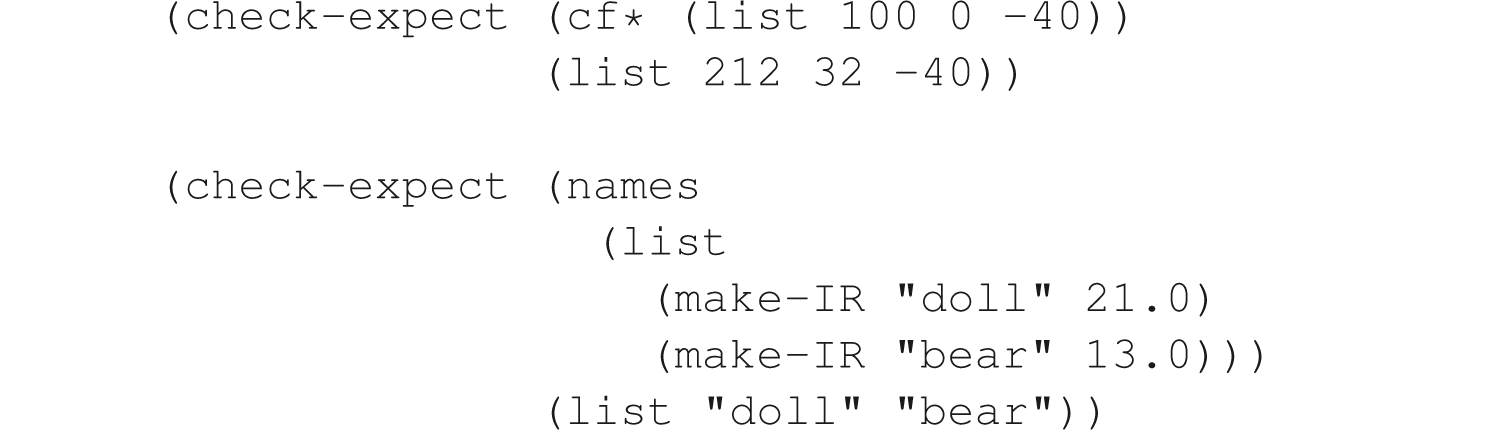 (check-expect (cf* (list 100 0 -40))
(list 212 32 -40))
(check-expect (names
(list
(make-IR "doll" 21.0)
(make-IR "bear" 13.0)))
(list "doll" "bear"))